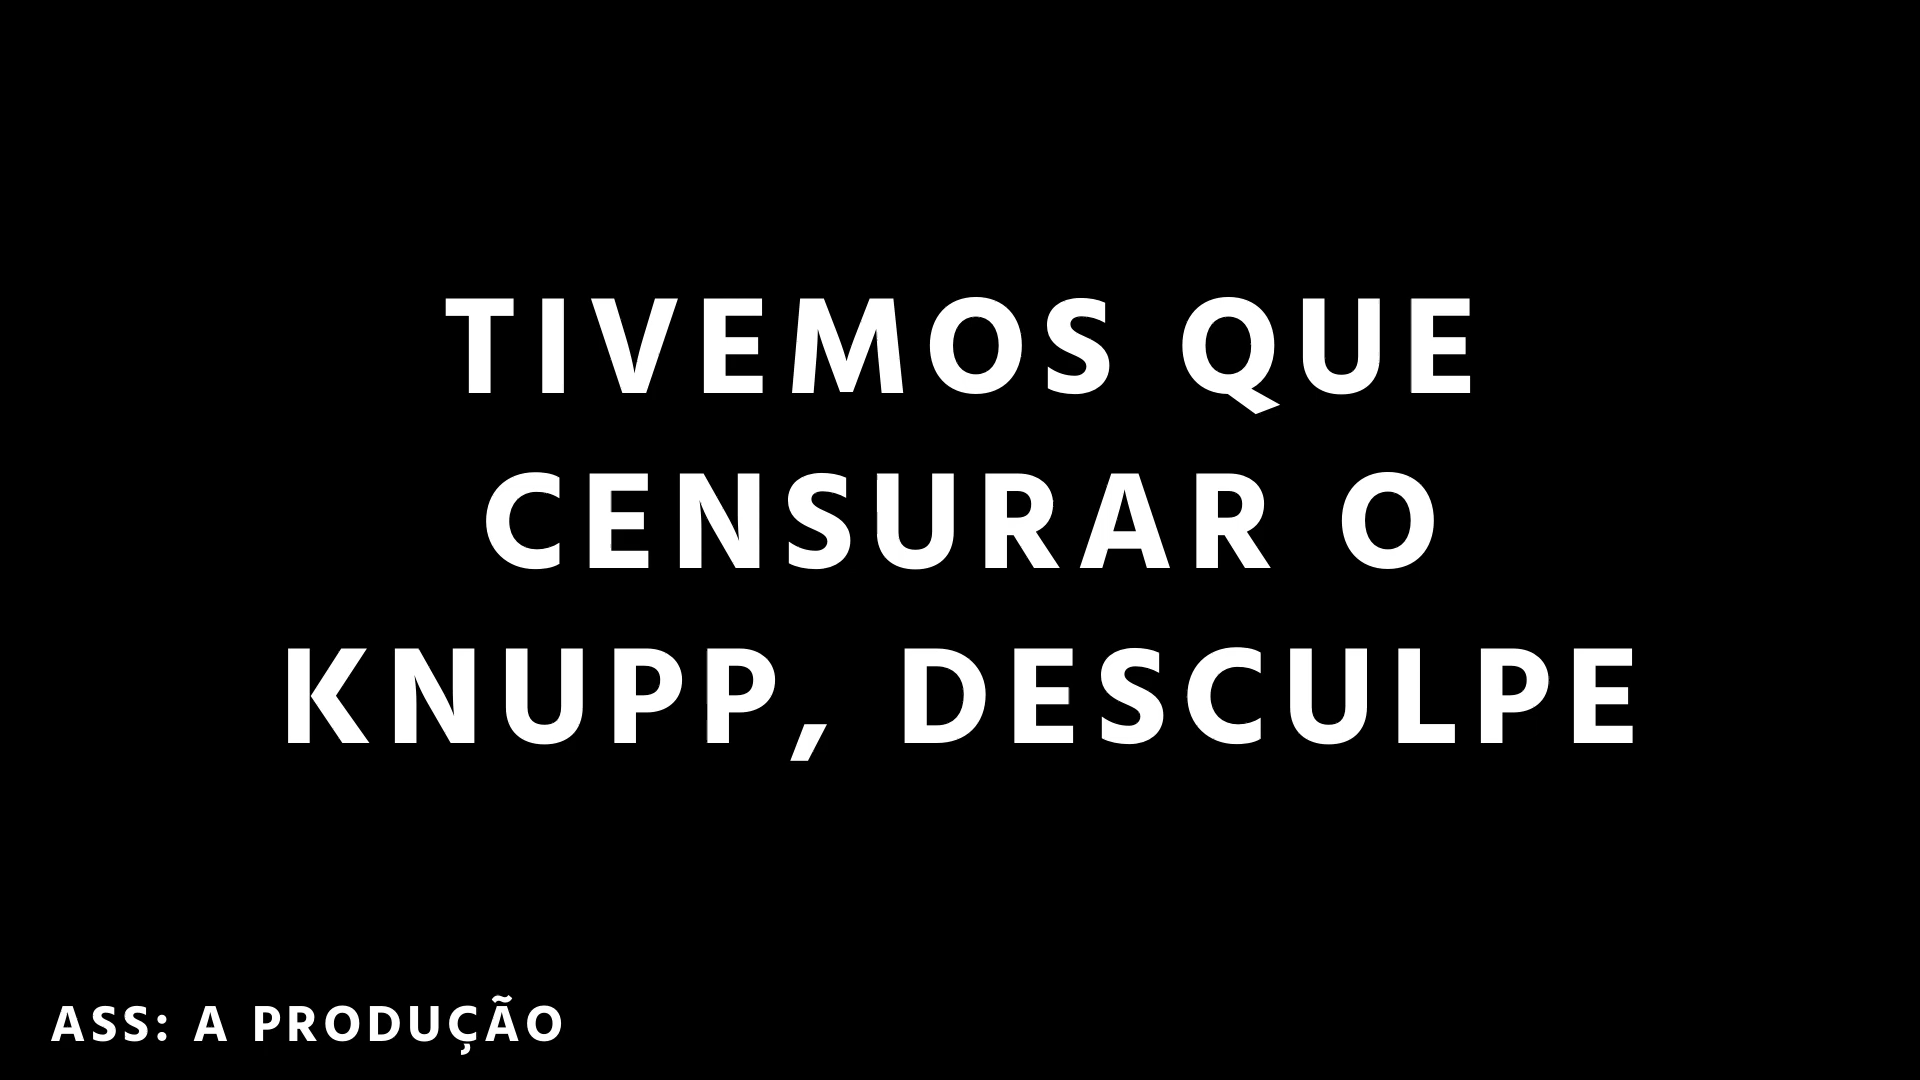 TIVEMOS QUE
CENSURAR O
KNUPP, DESCULPE
ASS: A PRODUÇÃO